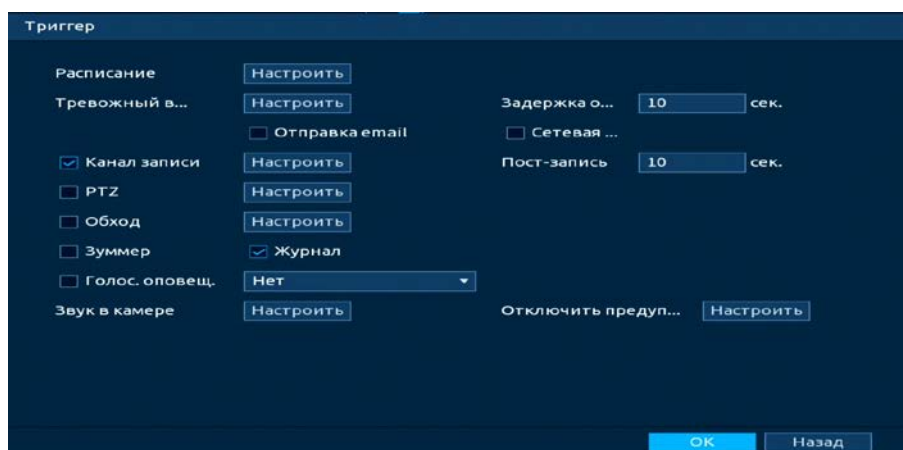 Триггер
Расписание Настроить
Тревожный в... Настроить Задержка о... 10 сек.
Отправка email Сетевая ...
Канал записи Настроить Пост-запись 10 сек.
PTZ Настроить
Обход Настроить
Зуммер Журнал
Голос. оповещ. Нет
Звук в камере Настроить Отключить предуп... Настроить
OK Назад